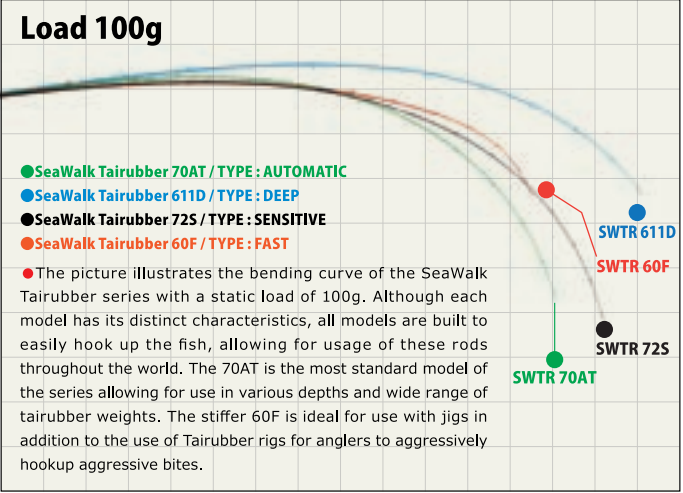 Load 100g
●SeaWalk Tairubber 70AT / TYPE : AUTOMATIC
●SeaWalk Tairubber 611D / TYPE : DEEP
●SeaWalk Tairubber 72S / TYPE : SENSITIVE
●SeaWalk Tairubber 60F / TYPE : FAST
●The picture illustrates the bending curve of the SeaWalk
Tairubber series with a static load of 100g. Although each
model has its distinct characteristics, all models are built to
easily hook up the fish, allowing for usage of these rods
throughout the world. The 70AT is the most standard model of
the series allowing for use in various depths and wide range of
tairubber weights. The stiffer 60F is ideal for use with jigs in
addition to the use of Tairubber rigs for anglers to aggressively
hookup aggressive bites.
SWTR 611D
SWTR 60F
SWTR 72S
SWTR 70AT